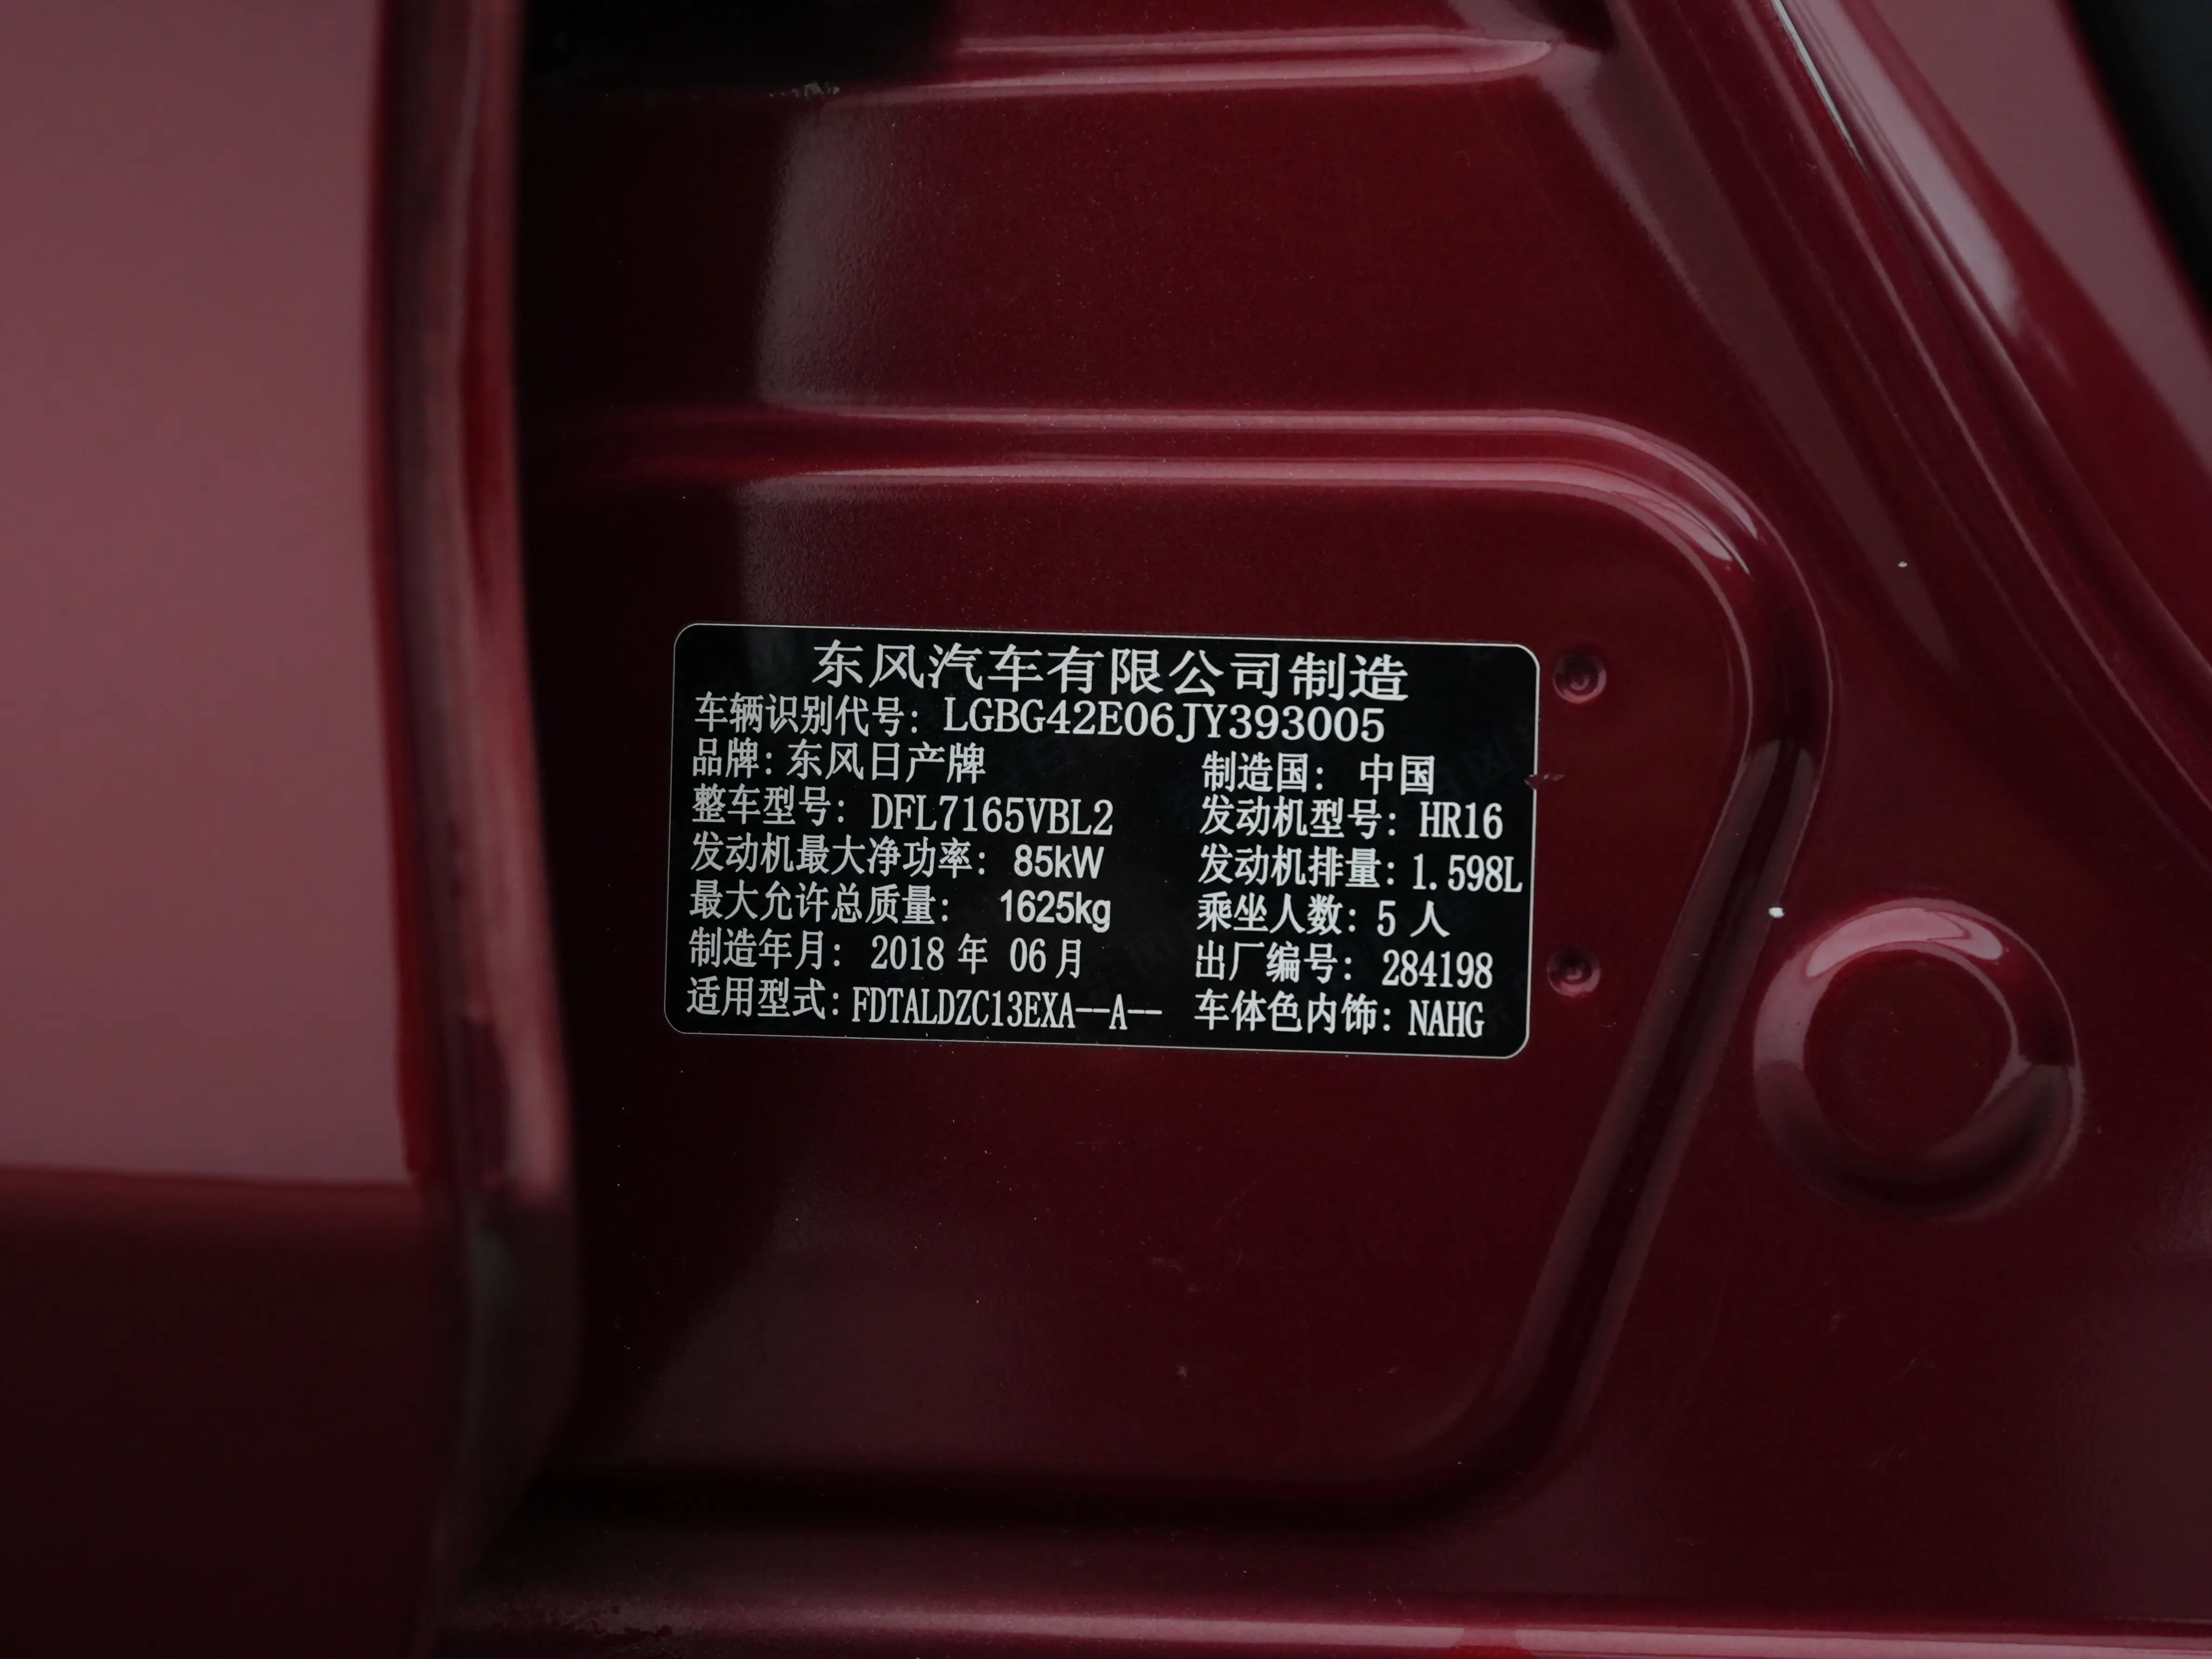 东风汽车有限公司制造
车辆识别代号：LGBG42E06JY393005
品牌：东风日产牌 制造国：中国
整车型号：DFL7165VBL2 发动机型号：HR16
发动机最大净功率：85kW 发动机排量：1.598L
最大允许总质量：1625kg 乘坐人数：5 人
制造年月：2018 年 06 月 出厂编号：284198
适用型式：FDTALDZC13EXA--A-- 车体色内饰：NAHG